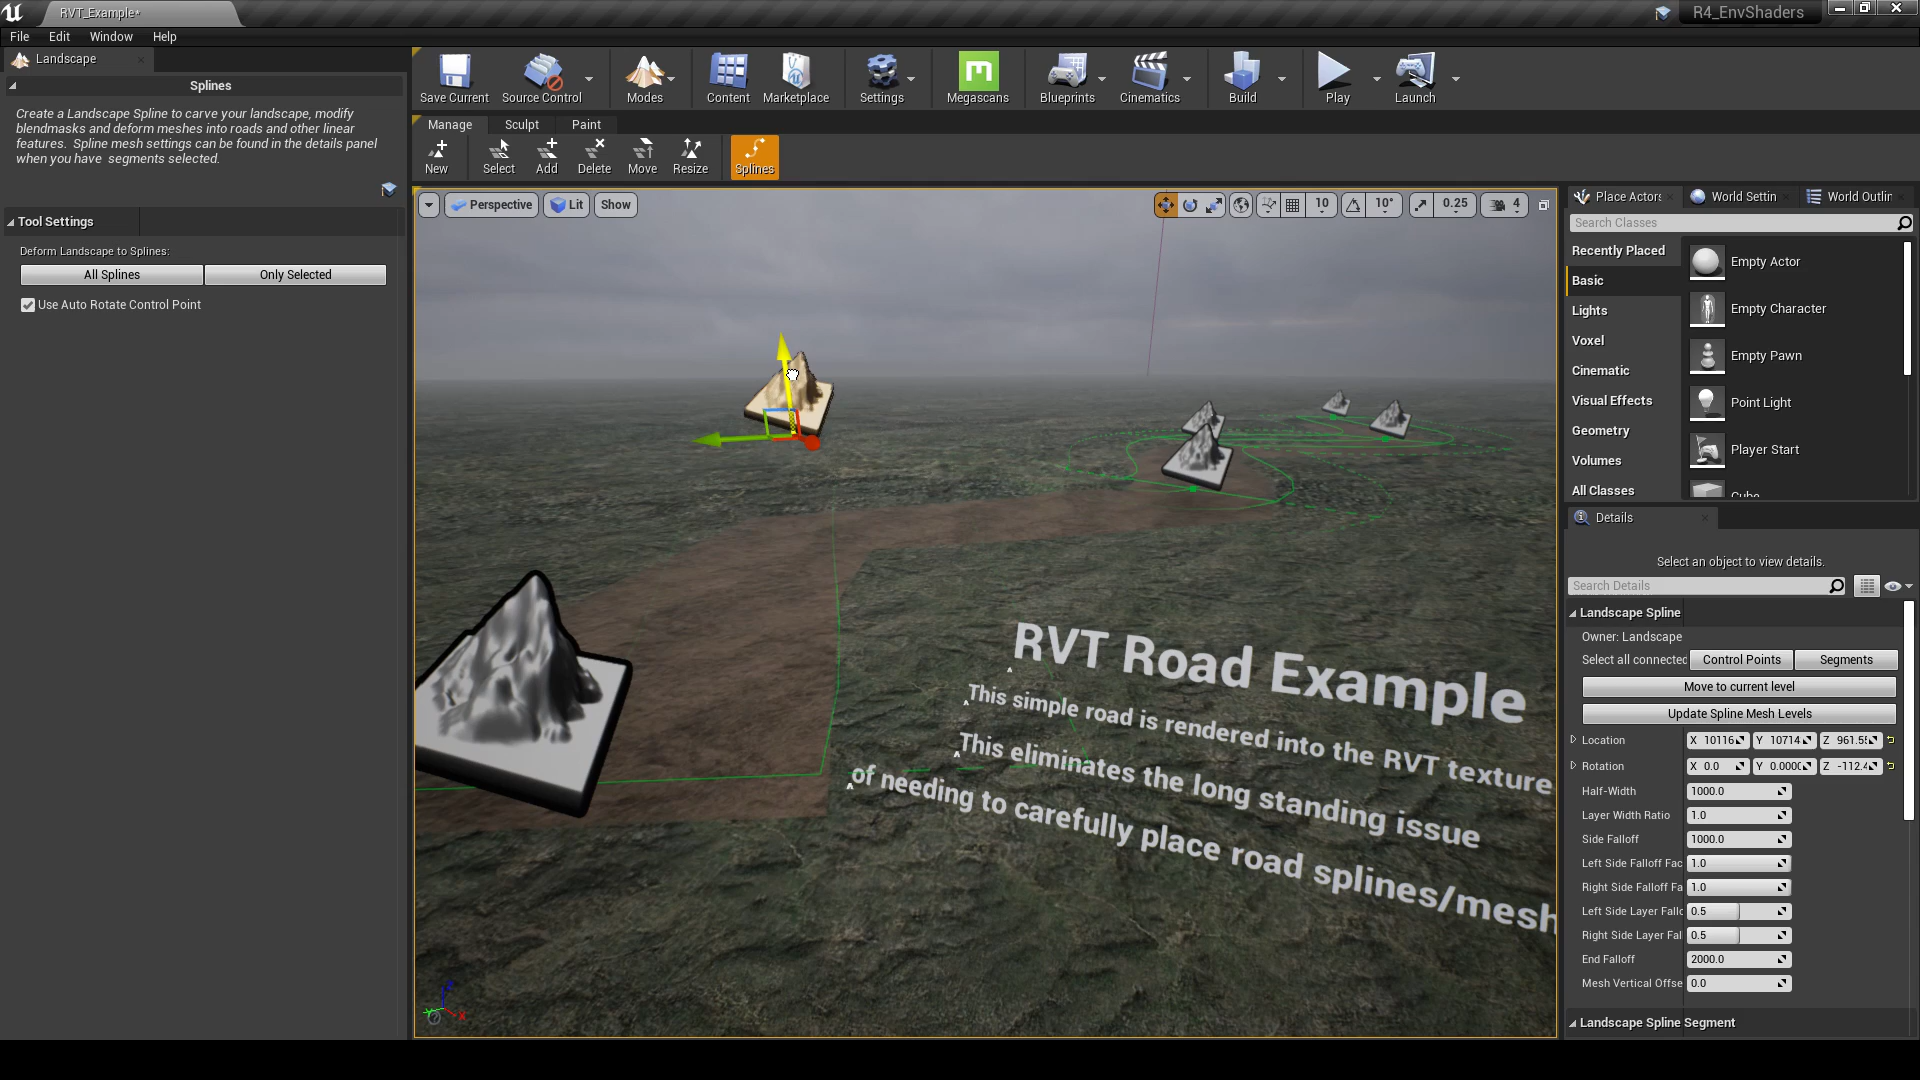 RVT_Example*
R4_EnvShaders
File Edit Window Help
Landscape
Splines
Create a Landscape Spline to carve your landscape, modify
blendmasks and deform meshes into roads and other linear
features. Spline mesh settings can be found in the details panel
when you have segments selected.
Tool Settings
Deform Landscape to Splines:
All Splines Only Selected
Use Auto Rotate Control Point
Save Current Source Control Modes Content Marketplace Settings Megascans Blueprints Cinematics Build Play Launch
Manage Sculpt Paint
New Select Add Delete Move Resize Splines
Perspective Lit Show
10 10° 0.25 4
RVT Road Example
This simple road is rendered into the RVT texture
This eliminates the long standing issue
of needing to carefully place road splines/mesh
Place Actors World Settin World Outlin
Search Classes
Recently Placed
Basic
Lights
Voxel
Cinematic
Visual Effects
Geometry
Volumes
All Classes
Empty Actor
Empty Character
Empty Pawn
Point Light
Player Start
Cube
Details
Select an object to view details.
Search Details
Landscape Spline
Owner: Landscape
Select all connected Control Points Segments
Move to current level
Update Spline Mesh Levels
Location X 10116 Y 10714 Z 961.5
Rotation X 0.0 Y 0.000 Z -112.4
Half-Width 1000.0
Layer Width Ratio 1.0
Side Falloff 1000.0
Left Side Falloff Fac 1.0
Right Side Falloff Fa 1.0
Left Side Layer Fallo 0.5
Right Side Layer Fal 0.5
End Falloff 2000.0
Mesh Vertical Offse 0.0
Landscape Spline Segment